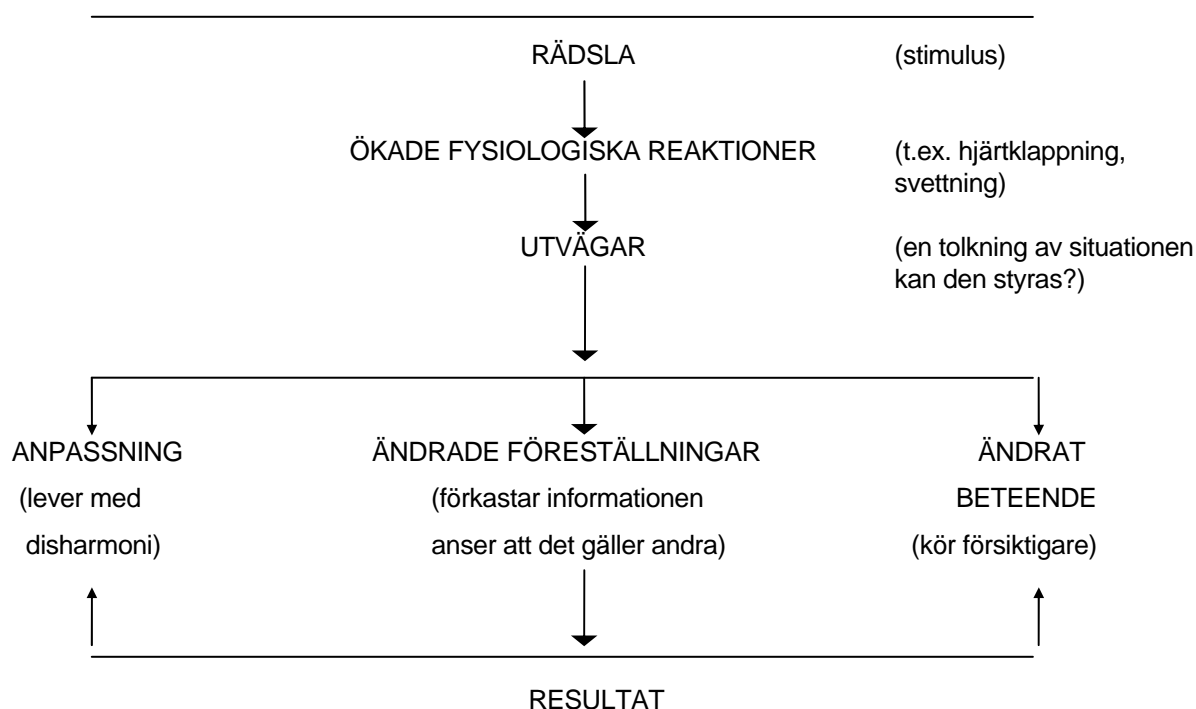 RÄDSLA (stimulus)
ÖKADE FYSIOLOGISKA REAKTIONER (t.ex. hjärtklappning,
svettning)
UTVÄGAR (en tolkning av situationen
kan den styras?)
ANPASSNING ÄNDRADE FÖRESTÄLLNINGAR ÄNDRAT
(lever med (förkastar informationen BETEENDE
disharmoni) anser att det gäller andra) (kör försiktigare)
RESULTAT